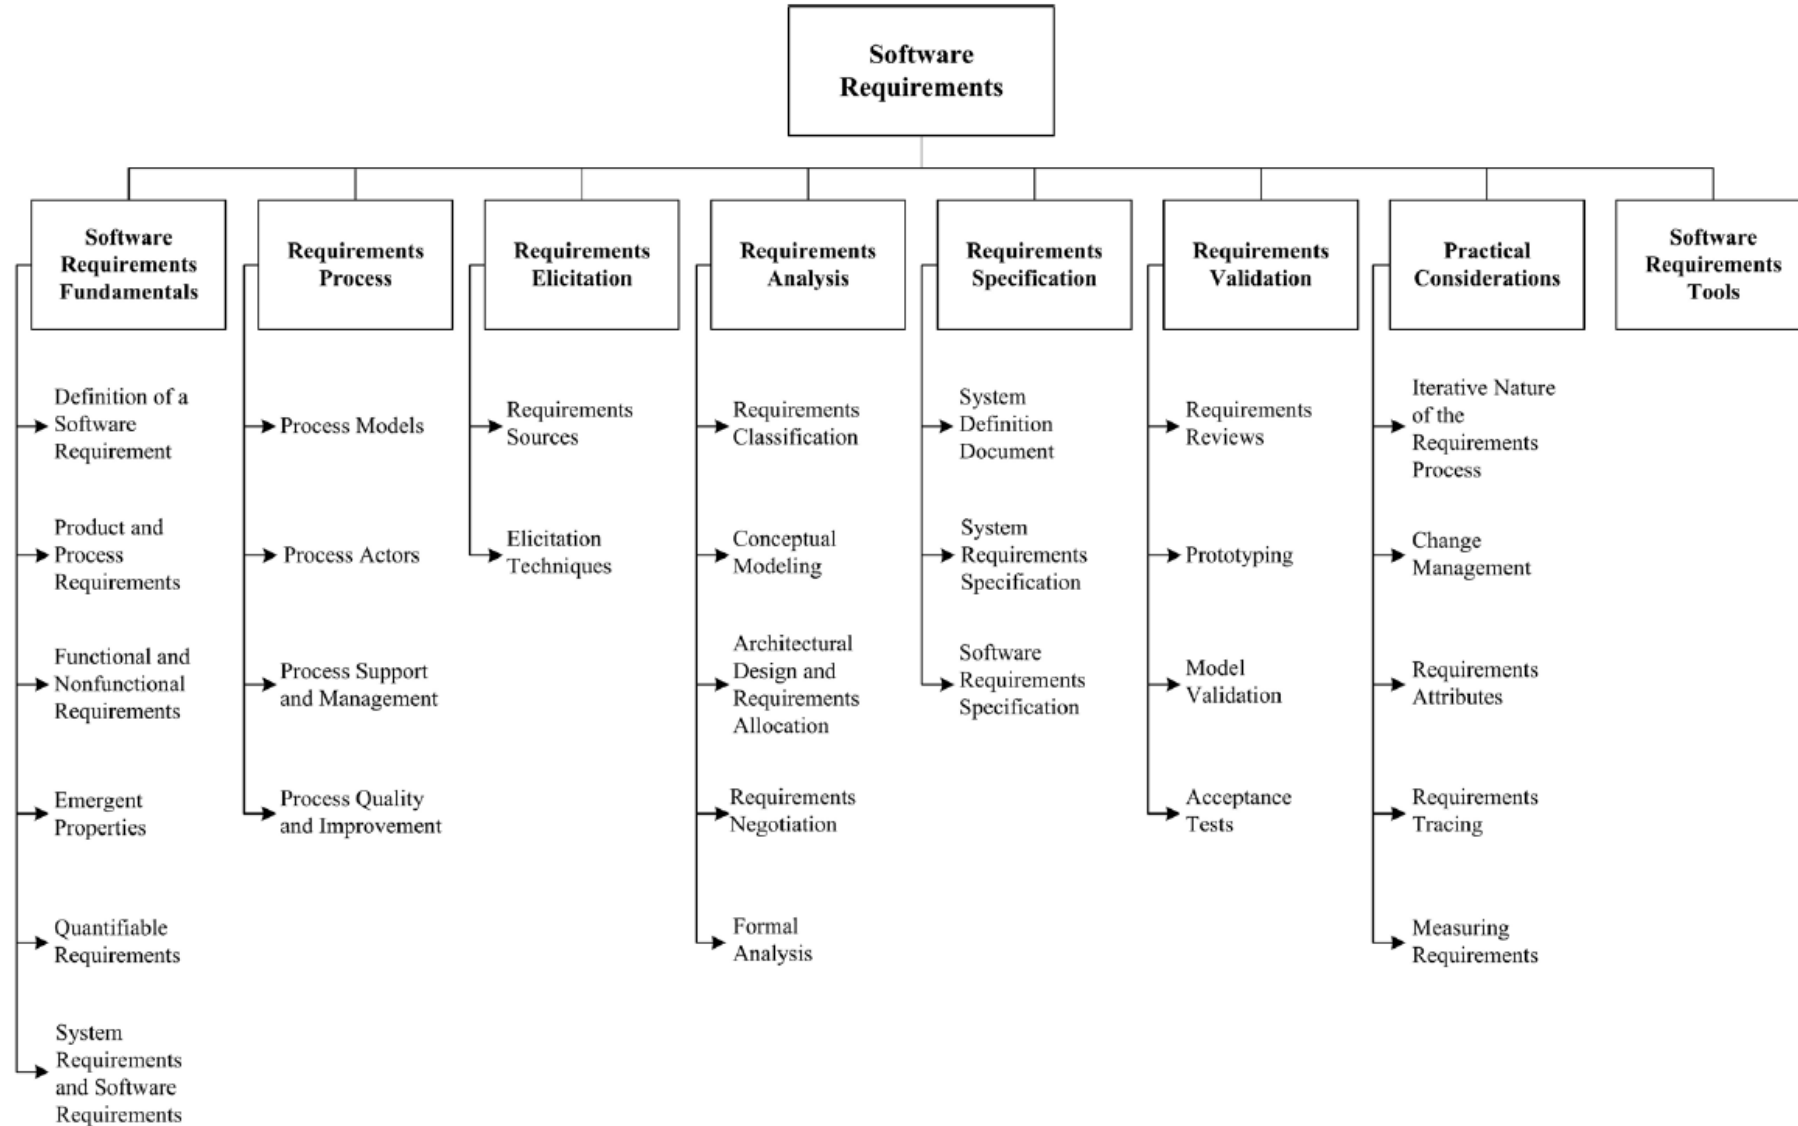 Software
Requirements
Software
Requirements
Fundamentals
Definition of a
Software
Requirement
Product and
Process
Requirements
Functional and
Nonfunctional
Requirements
Emergent
Properties
Quantifiable
Requirements
System
Requirements
and Software
Requirements
Requirements
Process
Process Models
Process Actors
Process Support
and Management
Process Quality
and Improvement
Requirements
Elicitation
Requirements
Sources
Elicitation
Techniques
Requirements
Analysis
Requirements
Classification
Conceptual
Modeling
Architectural
Design and
Requirements
Allocation
Requirements
Negotiation
Formal
Analysis
Requirements
Specification
System
Definition
Document
System
Requirements
Specification
Software
Requirements
Specification
Requirements
Validation
Requirements
Reviews
Prototyping
Model
Validation
Acceptance
Tests
Practical
Considerations
Iterative Nature
of the
Requirements
Process
Change
Management
Requirements
Attributes
Requirements
Tracing
Measuring
Requirements
Software
Requirements
Tools